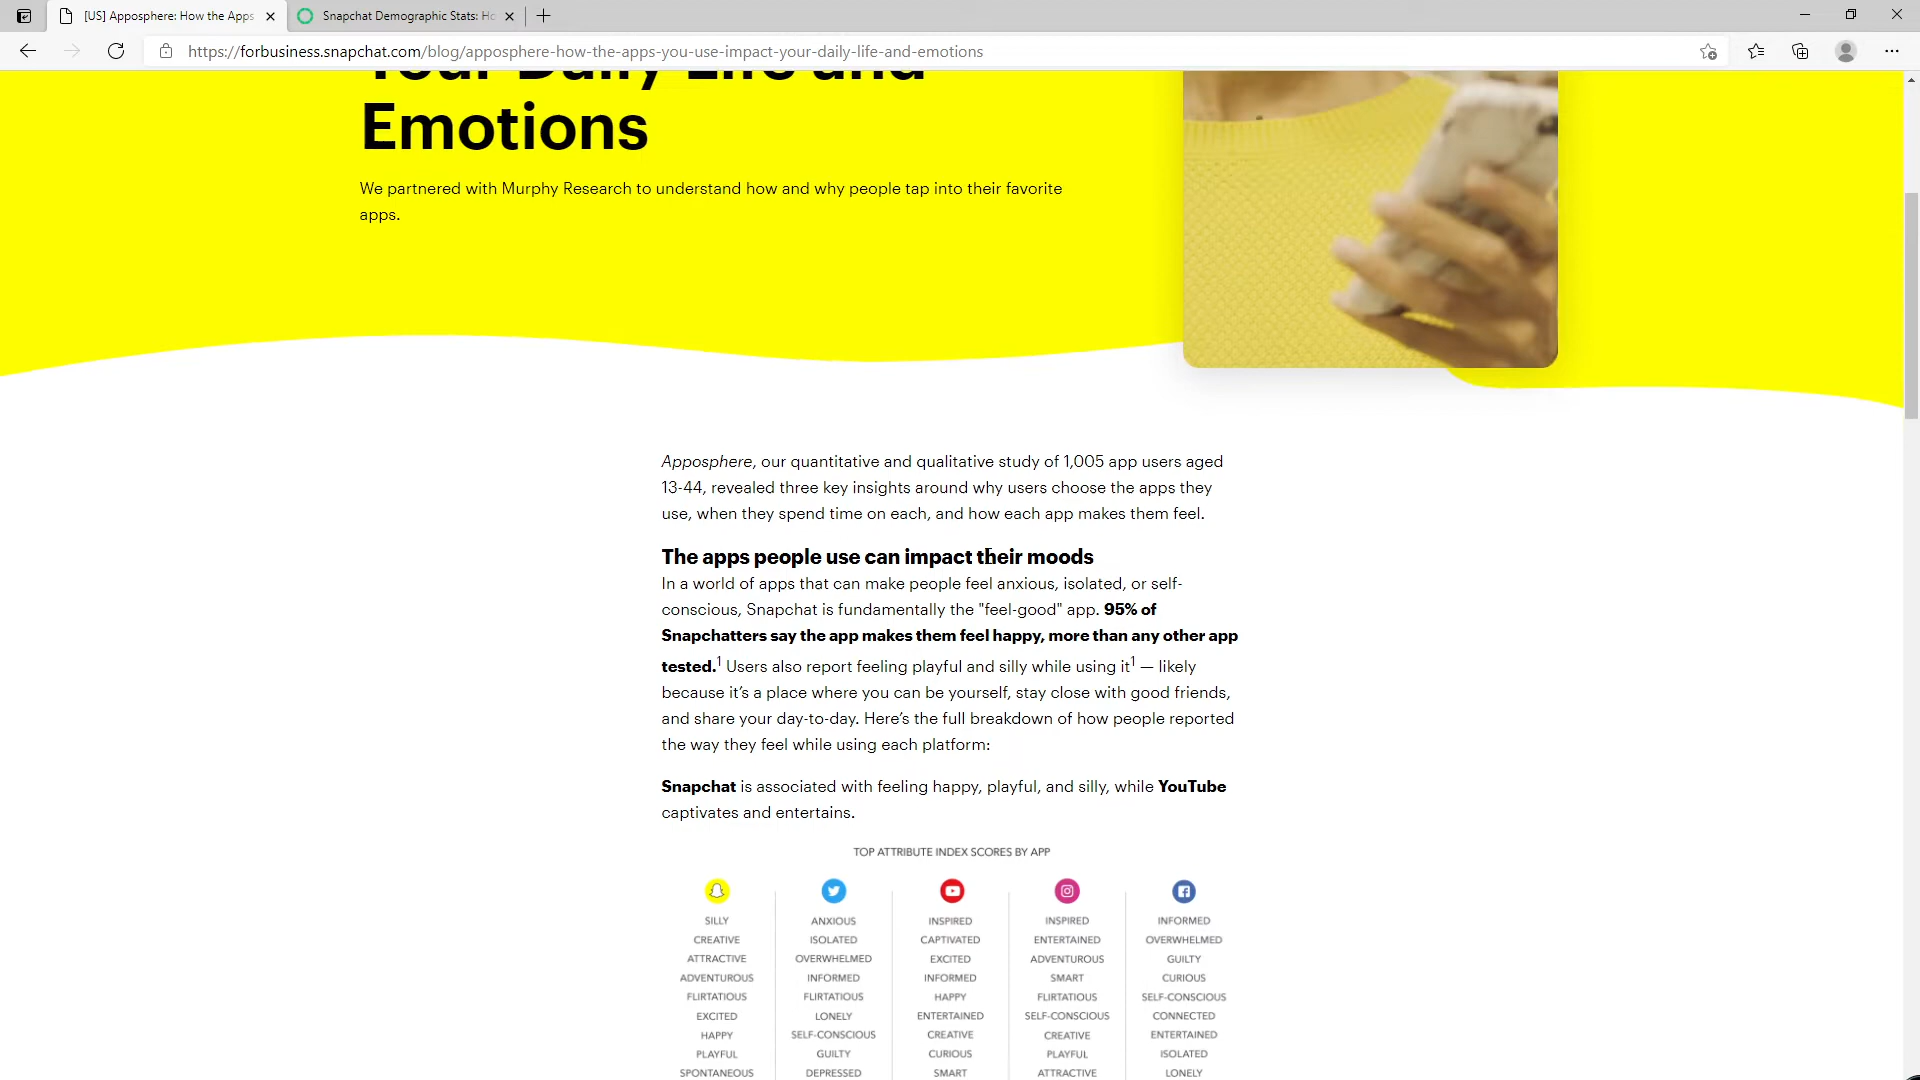 [US] Apposphere: How the Apps
Snapchat Demographic Stats: Ho
https://forbusiness.snapchat.com/blog/apposphere-how-the-apps-you-use-impact-your-daily-life-and-emotions
Your Daily Life and
Emotions
We partnered with Murphy Research to understand how and why people tap into their favorite
apps.
Apposphere, our quantitative and qualitative study of 1,005 app users aged
13-44, revealed three key insights around why users choose the apps they
use, when they spend time on each, and how each app makes them feel.
The apps people use can impact their moods
In a world of apps that can make people feel anxious, isolated, or self-
conscious, Snapchat is fundamentally the "feel-good" app. 95% of
Snapchatters say the app makes them feel happy, more than any other app
tested.1 Users also report feeling playful and silly while using it1 — likely
because it’s a place where you can be yourself, stay close with good friends,
and share your day-to-day. Here’s the full breakdown of how people reported
the way they feel while using each platform:
Snapchat is associated with feeling happy, playful, and silly, while YouTube
captivates and entertains.
TOP ATTRIBUTE INDEX SCORES BY APP
SILLY ANXIOUS INSPIRED INSPIRED INFORMED
CREATIVE ISOLATED CAPTIVATED ENTERTAINED OVERWHELMED
ATTRACTIVE OVERWHELMED EXCITED ADVENTUROUS GUILTY
ADVENTUROUS INFORMED INFORMED SMART CURIOUS
FLIRTATIOUS FLIRTATIOUS HAPPY FLIRTATIOUS SELF-CONSCIOUS
EXCITED LONELY ENTERTAINED SELF-CONSCIOUS CONNECTED
HAPPY SELF-CONSCIOUS CREATIVE CREATIVE ENTERTAINED
PLAYFUL GUILTY CURIOUS PLAYFUL ISOLATED
SPONTANEOUS DEPRESSED SMART ATTRACTIVE LONELY